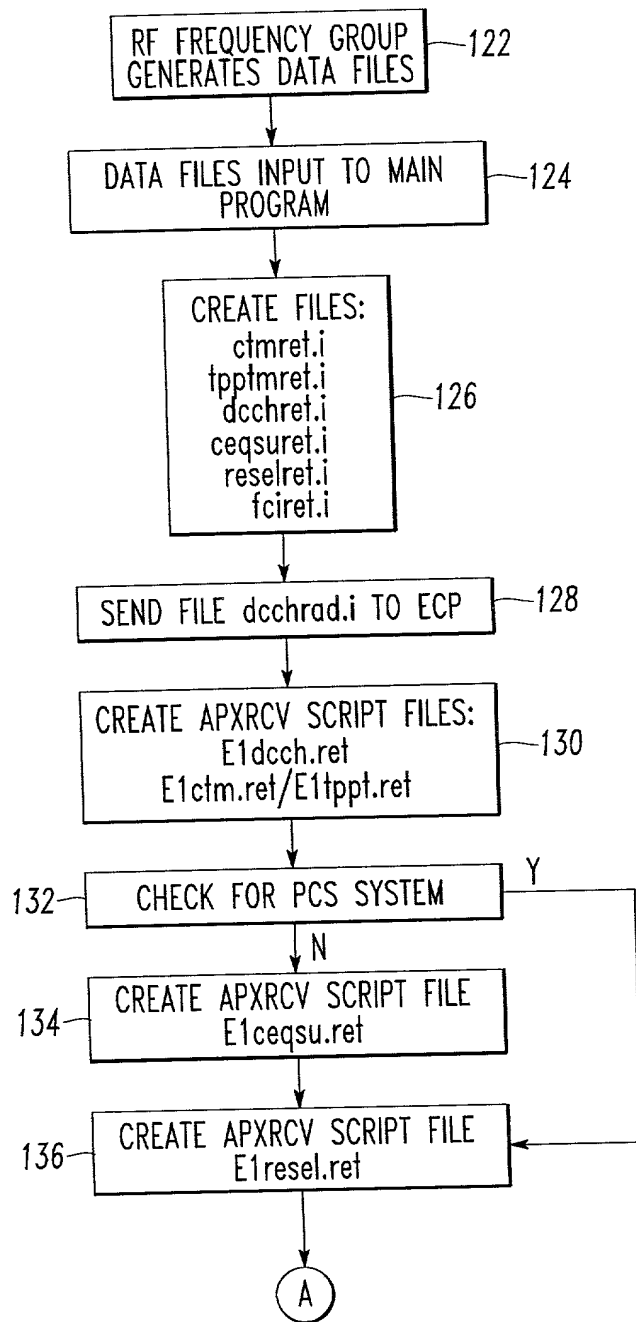 RF FREQUENCY GROUP
GENERATES DATA FILES
122
DATA FILES INPUT TO MAIN
PROGRAM
124
CREATE FILES:
ctmret.i
tpptmret.i
dcchret.i
ceqsuret.i
reselret.i
fciret.i
126
SEND FILE dcchrad.i TO ECP
128
CREATE APXRCV SCRIPT FILES:
E1dcch.ret
E1ctm.ret/E1tppt.ret
130
132
CHECK FOR PCS SYSTEM
Y
N
134
CREATE APXRCV SCRIPT FILE
E1ceqsu.ret
136
CREATE APXRCV SCRIPT FILE
E1resel.ret
A